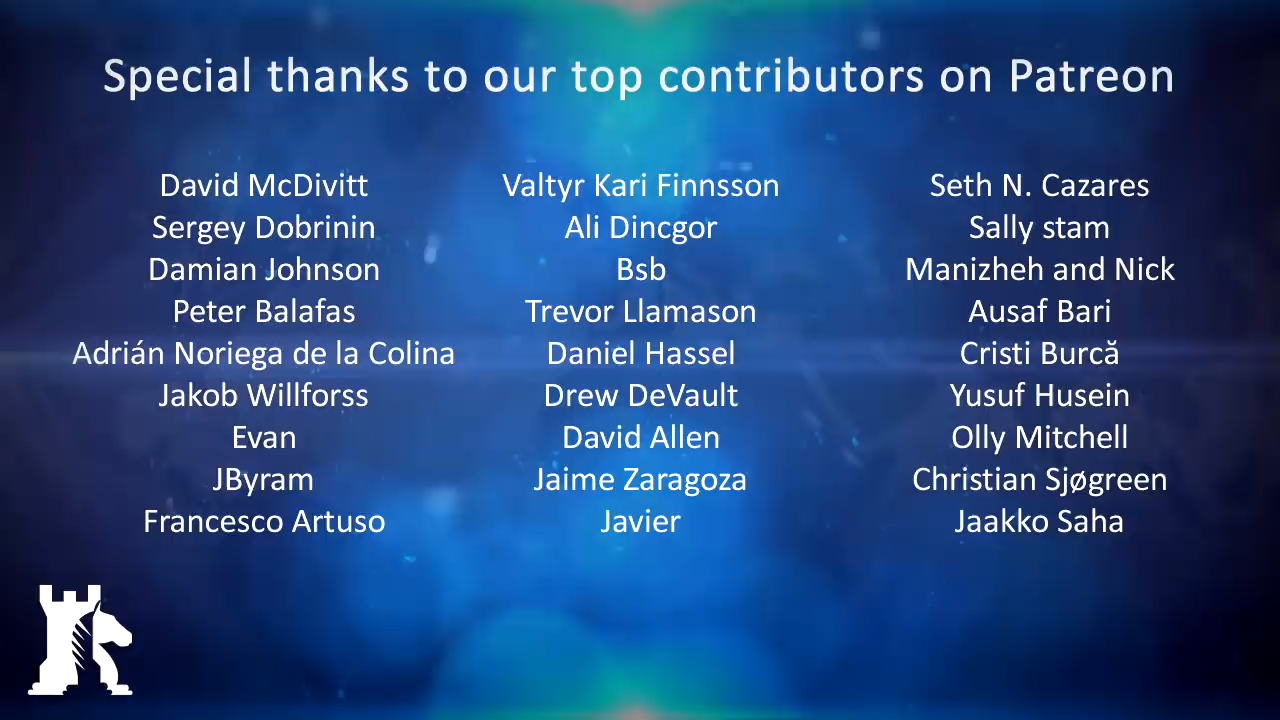 Special thanks to our top contributors on Patreon
David McDivitt
Sergey Dobrinin
Damian Johnson
Peter Balafas
Adrián Noriega de la Colina
Jakob Willforss
Evan
JByram
Francesco Artuso
Valtyr Kari Finnsson
Ali Dincgor
Bsb
Trevor Llamason
Daniel Hassel
Drew DeVault
David Allen
Jaime Zaragoza
Javier
Seth N. Cazares
Sally stam
Manizheh and Nick
Ausaf Bari
Cristi Burcă
Yusuf Husein
Olly Mitchell
Christian Sjøgreen
Jaakko Saha